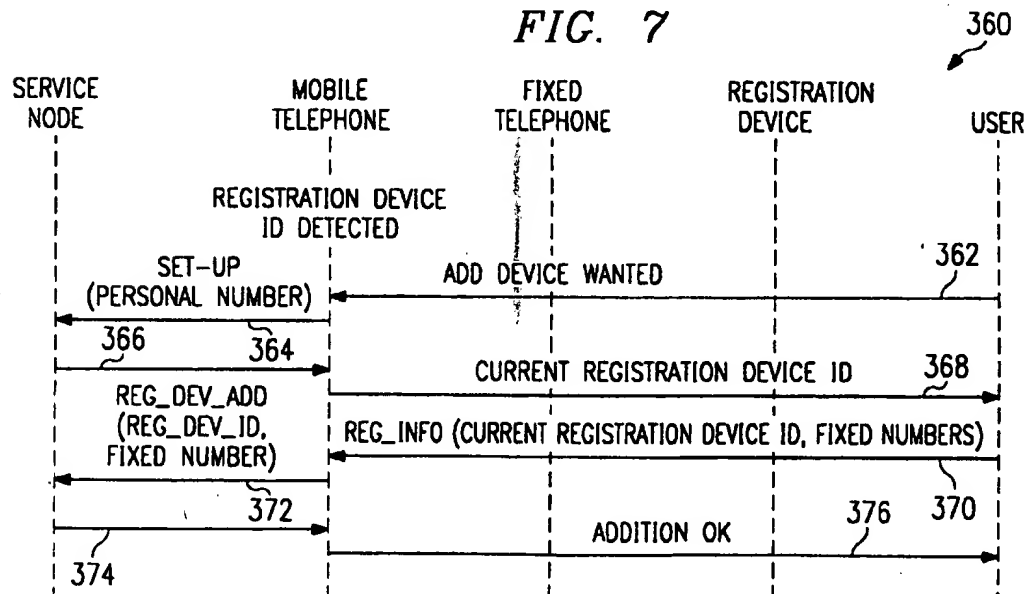 FIG. 7
360
SERVICE
NODE
MOBILE
TELEPHONE
FIXED
TELEPHONE
REGISTRATION
DEVICE
USER
REGISTRATION DEVICE
ID DETECTED
SET-UP
(PERSONAL NUMBER)
ADD DEVICE WANTED
362
366
364
CURRENT REGISTRATION DEVICE ID
368
REG_DEV_ADD
(REG_DEV_ID,
FIXED NUMBER)
REG_INFO (CURRENT REGISTRATION DEVICE ID, FIXED NUMBERS)
372
370
374
ADDITION OK
376